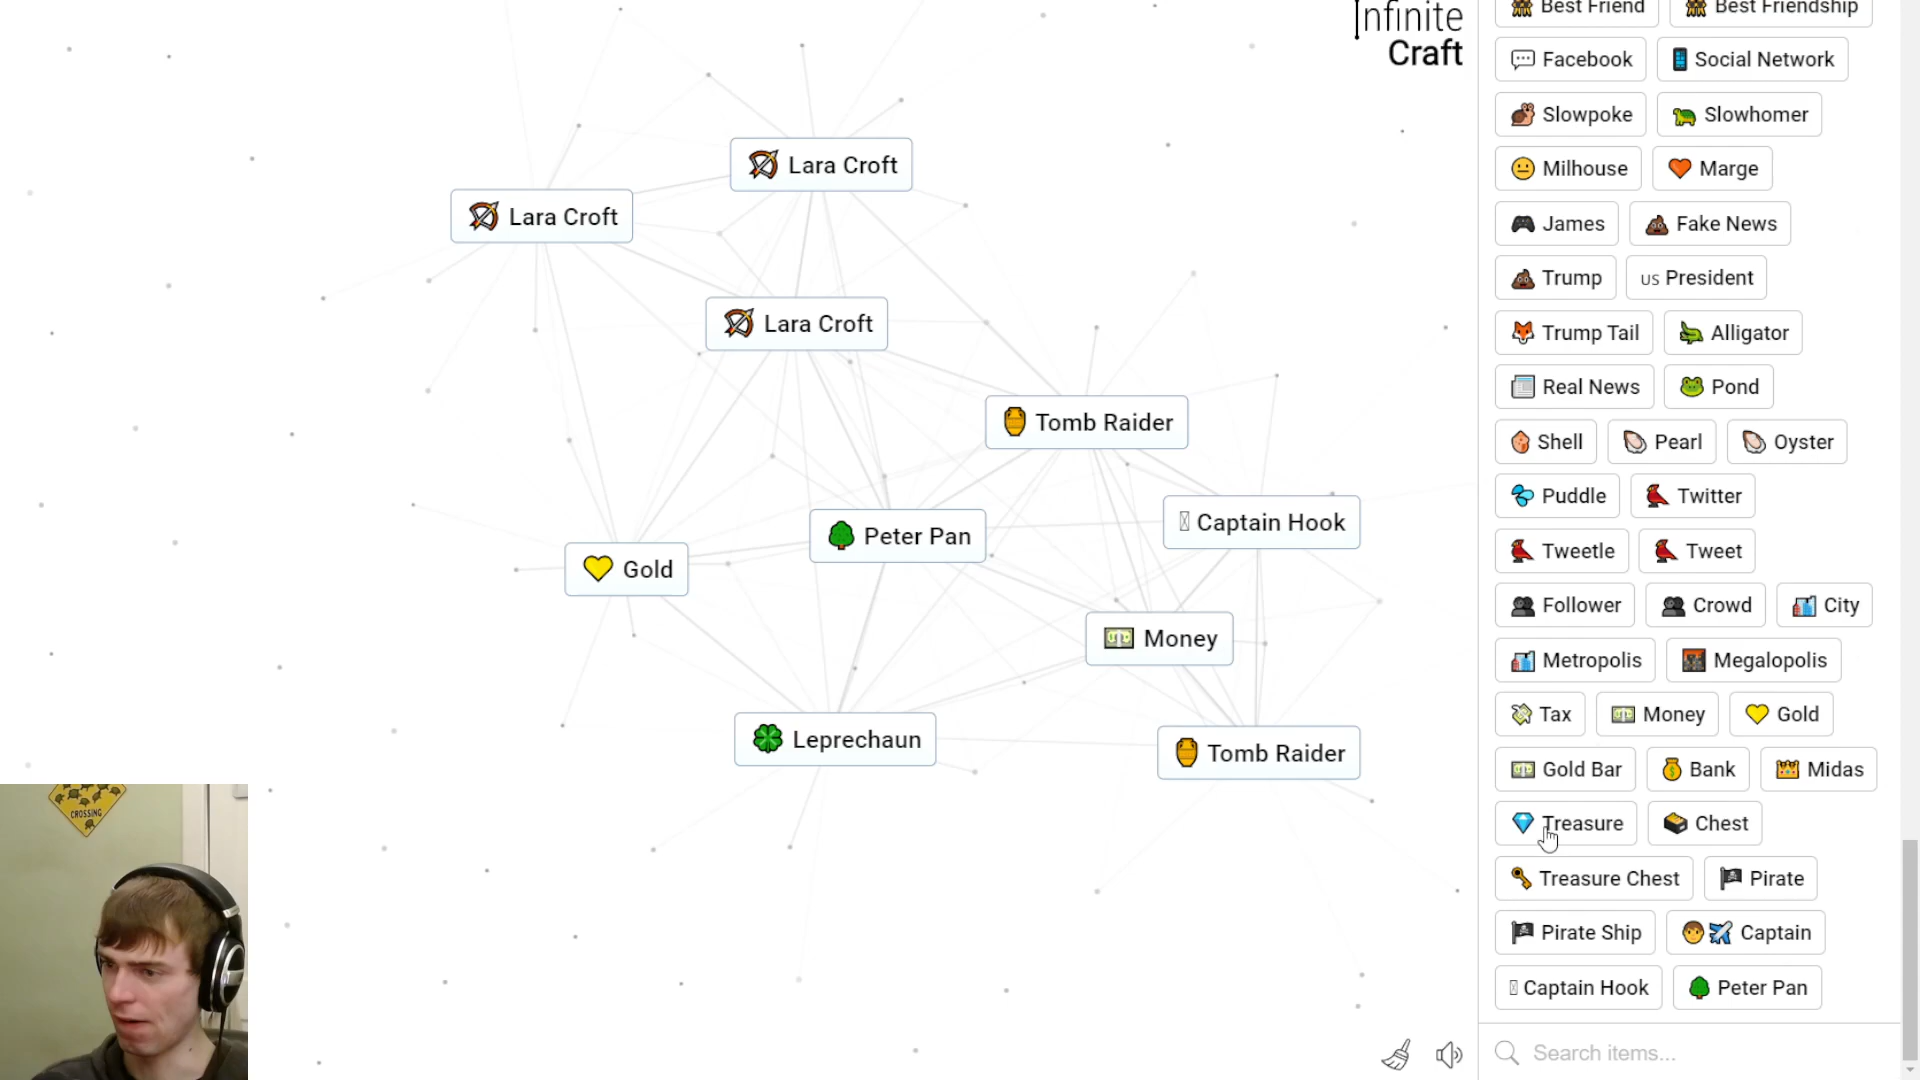 Infinite
Craft
Lara Croft
Lara Croft
Lara Croft
Tomb Raider
Captain Hook
Peter Pan
Gold
Money
Leprechaun
Tomb Raider
CROSSING
Best Friend Best Friendship
Facebook Social Network
Slowpoke Slowhomer
Milhouse Marge
James Fake News
Trump US President
Trump Tail Alligator
Real News Pond
Shell Pearl Oyster
Puddle Twitter
Tweetle Tweet
Follower Crowd City
Metropolis Megalopolis
Tax Money Gold
Gold Bar Bank Midas
Treasure Chest
Treasure Chest Pirate
Pirate Ship Captain
Captain Hook Peter Pan
Search items...